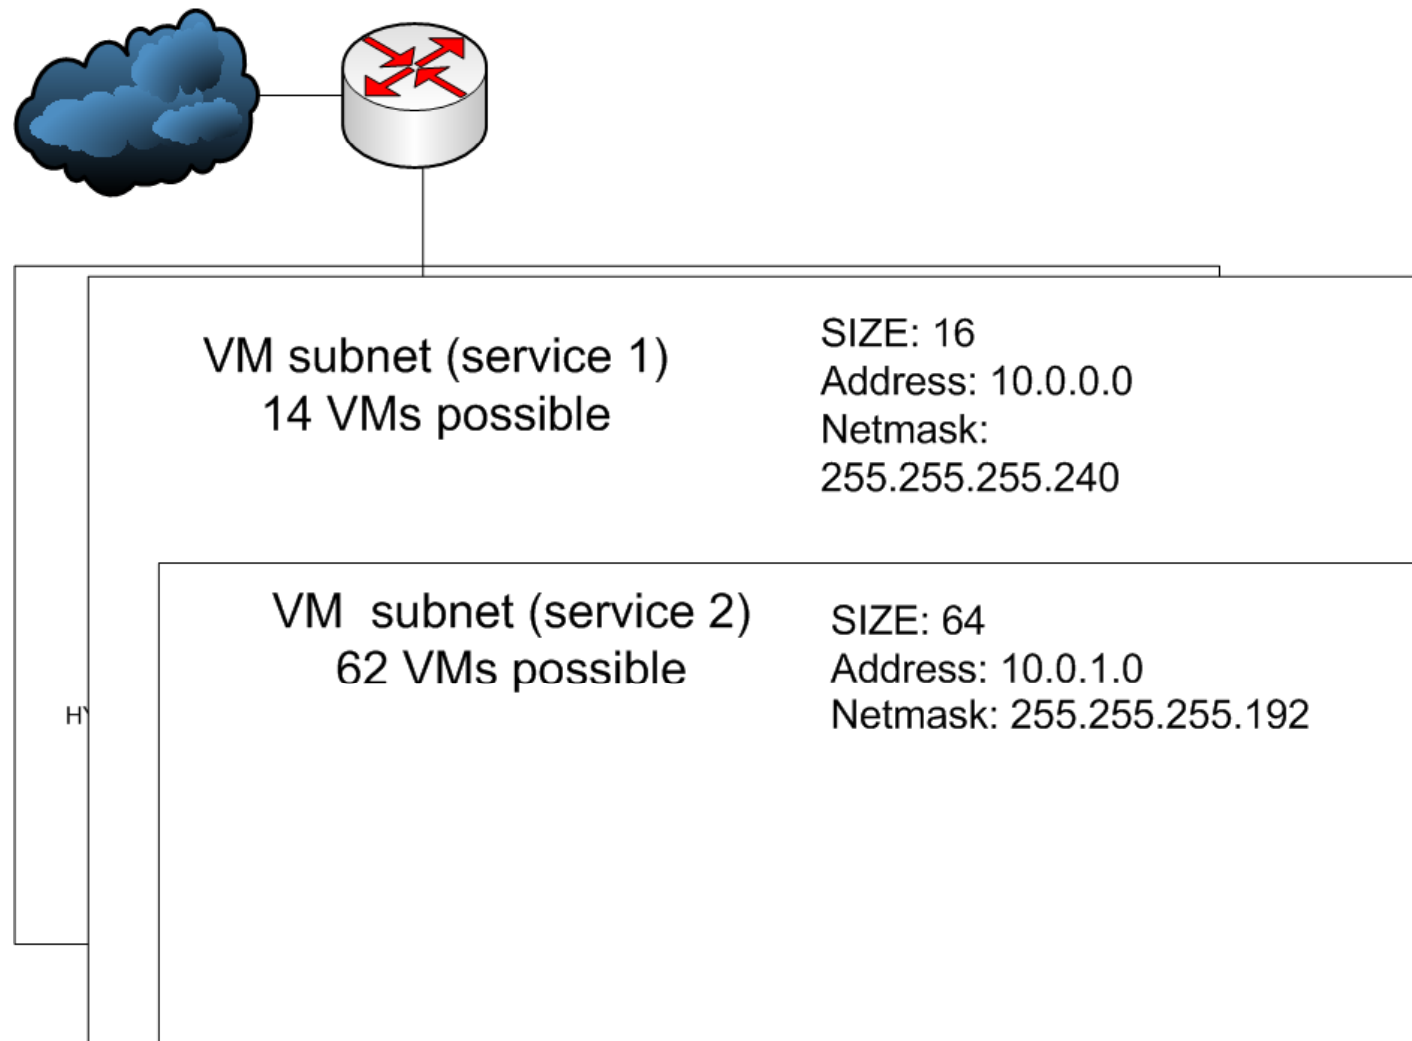 VM subnet (service 1)
14 VMs possible
SIZE: 16
Address: 10.0.0.0
Netmask:
255.255.255.240
VM subnet (service 2)
62 VMs possible
SIZE: 64
Address: 10.0.1.0
Netmask: 255.255.255.192